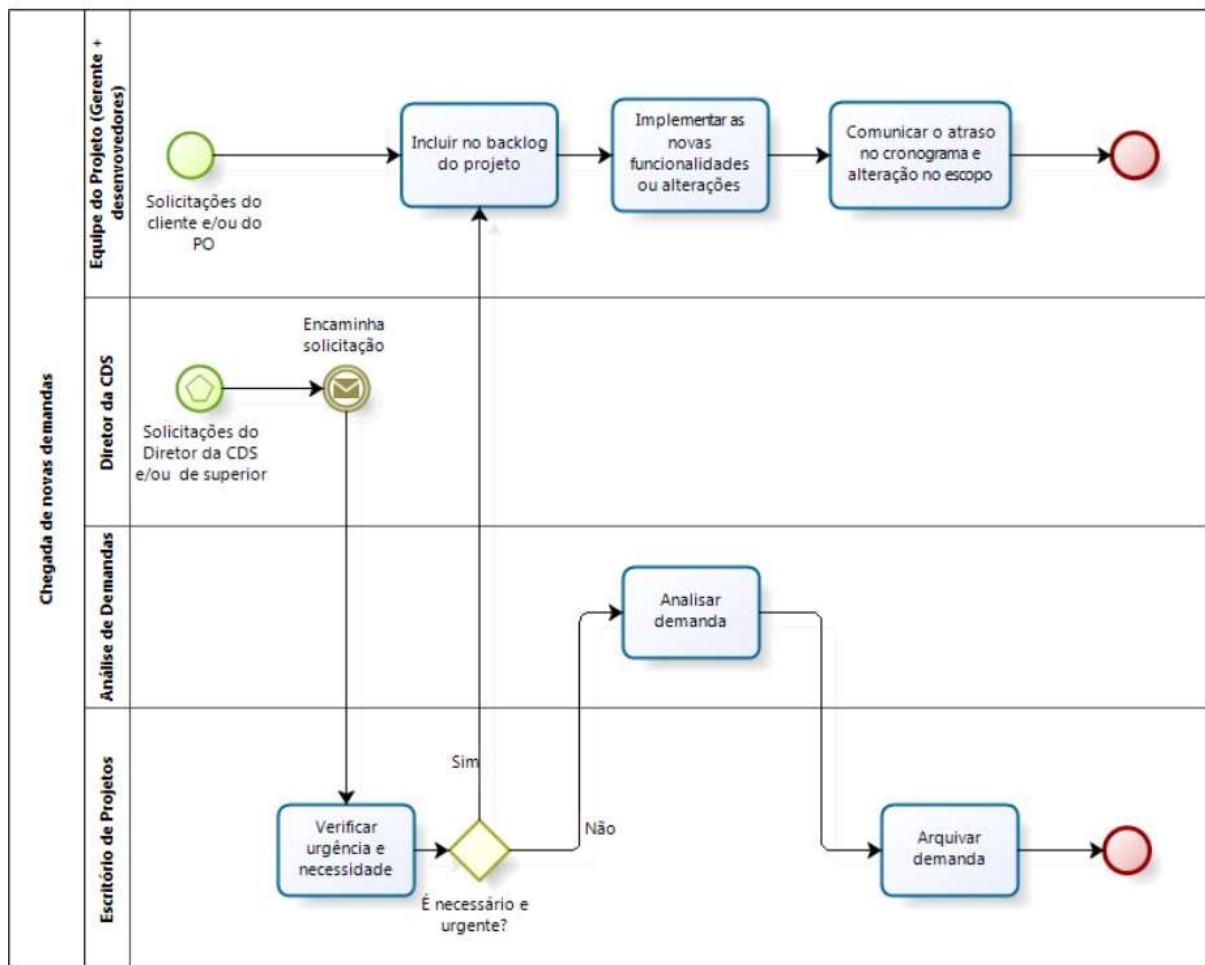 Chegada de novas demandas
Equipe do Projeto (Gerente +
desnvovedores)
Solicitações do
cliente e/ou do
PO
Incluir no backlog
do projeto
Implementar as
novas
funcionalidades
ou alterações
Comunicar o atraso
no cronograma e
alteração no escopo
Diretor da CDS
Encaminha
solicitação
Solicitações do
Diretor da CDS
e/ou de superior
Análise de Demandas
Analisar
demanda
Escritório de Projetos
Verificar
urgência e
necessidade
Sim
Não
É necessário e
urgente?
Arquivar
demanda